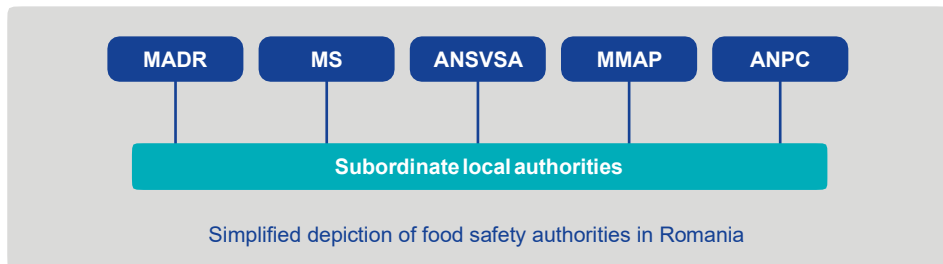 MADR MS ANSVSA MMAP ANPC
Subordinate local authorities
Simplified depiction of food safety authorities in Romania